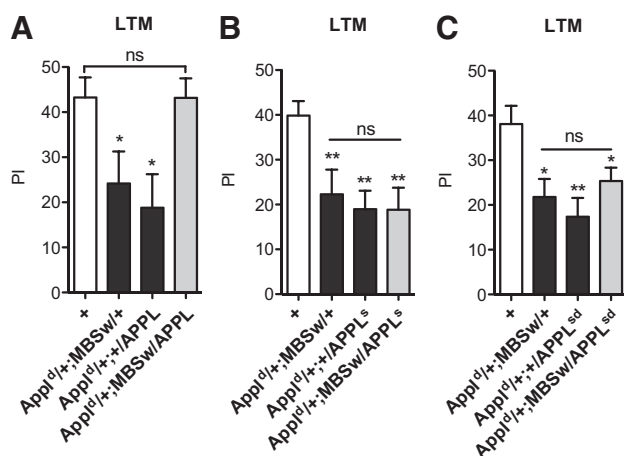 A
LTM
ns
PI
50
40
30
20
10
0
*
*
+
Appl^d/+;MBSw/+
Appl^d/+;+/APPL
Appl^d/+;MBSw/APPL
B
LTM
ns
PI
50
40
30
20
10
0
**
**
**
+
Appl^d/+;MBSw/+
Appl^d/+;+/APPL^s
Appl^d/+;MBSw/APPL^s
C
LTM
ns
PI
50
40
30
20
10
0
*
**
*
+
Appl^d/+;MBSw/+
Appl^d/+;+/APPL^sd
Appl^d/+;MBSw/APPL^sd